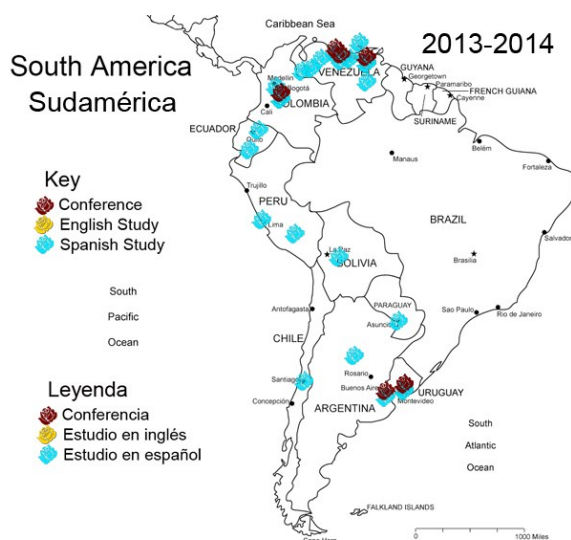 Caribbean Sea
2013-2014
South America
Sudamérica
VENEZUELA
GUYANA
Georgetown
Paramaribo
FRENCH GUIANA
Cayenne
SURINAME
Medellín
Bogotá
Cali
COLOMBIA
ECUADOR
Quito
Belém
Manaus
Fortaleza
Key
Conference
English Study
Spanish Study
Trujillo
PERU
Lima
BRAZIL
Salvador
La Paz
BOLIVIA
Brasília
South
Pacific
Ocean
Antofagasta
PARAGUAY
Asunción
Sao Paulo
Rio de Janeiro
CHILE
Leyenda
Conferencia
Estudio en inglés
Estudio en español
Santiago
Rosario
Buenos Aires
Concepción
ARGENTINA
URUGUAY
Montevideo
South
Atlantic
Ocean
FALKLAND ISLANDS
0
1000 Miles